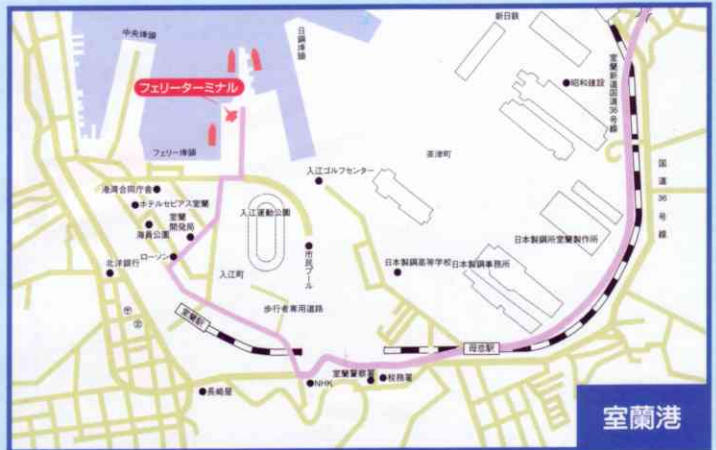 中央埠頭
日鋼埠頭
新日鉄
フェリーターミナル
昭和建設
室蘭新道国道36号線
フェリー埠頭
茶津町
国道36号線
入江ゴルフセンター
港湾合同庁舎
ホテルセピアス室蘭
室蘭
開発局
海員公園
入江運動公園
市民プール
日本製鋼所室蘭製作所
北洋銀行
ローソン
入江町
日本製鋼高等学校
日本製鋼事務所
歩行者専用道路
室蘭駅
母恋駅
室蘭警察署
税務署
NHK
長崎屋
室蘭港